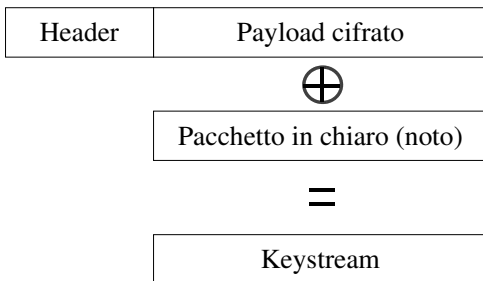 Header Payload cifrato
Pacchetto in chiaro (noto)
=
Keystream